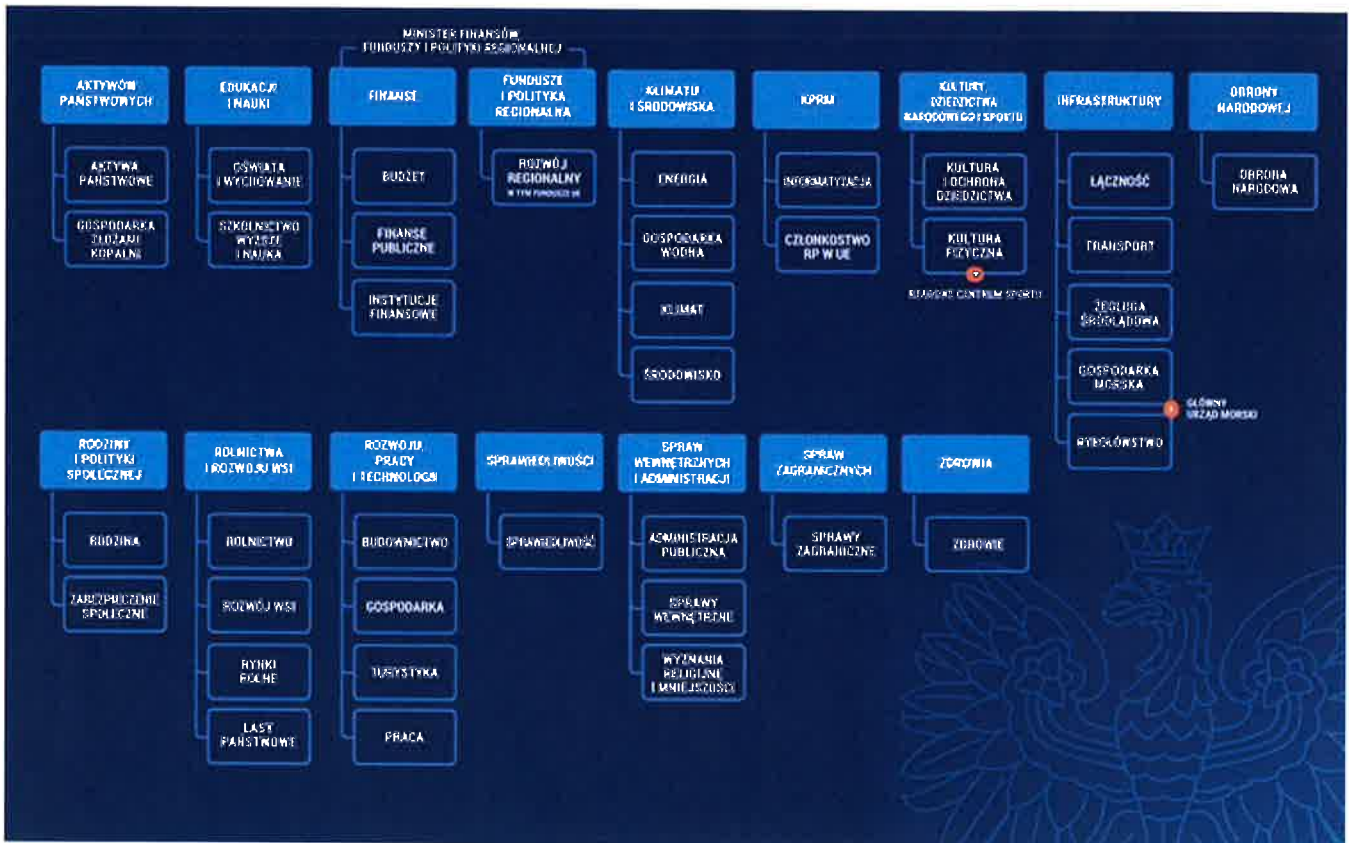 MINISTER FINANSÓW,
FUNDUSZY I POLITYKI REGIONALNEJ
AKTYWÓW
PAŃSTWOWYCH
EDUKACJI
I NAUKI
FINANSE
FUNDUSZE
I POLITYKA
REGIONALNA
KLIMATU
I ŚRODOWISKA
KPRM
KULTURY,
DZIEDZICTWA
NARODOWEGO I SPORTU
INFRASTRUKTURY
OBRONY
NARODOWEJ
AKTYWA
PAŃSTWOWE
OŚWIATA
I WYCHOWANIE
BUDŻET
ROZWÓJ
REGIONALNY
W TYM FUNDUSZE UE
ENERGIA
INFORMATYZACJA
KULTURA
I OCHRONA
DZIEDZICTWA
ŁĄCZNOŚĆ
OBRONA
NARODOWA
GOSPODARKA
ZŁOŻAMI
KOPALIN
SZKOLNICTWO
WYŻSZE
I NAUKA
FINANSE
PUBLICZNE
GOSPODARKA
WODNA
CZŁONKOSTWO
RP W UE
KULTURA
FIZYCZNA
TRANSPORT
CENTRUM SPORTU
INSTYTUCJE
FINANSOWE
KLIMAT
ŻEGLUGA
ŚRÓDLĄDOWA
ŚRODOWISKO
GOSPODARKA
MORSKA
GŁÓWNY
URZĄD MORSKI
RYBOŁÓWSTWO
RODZINY
I POLITYKI
SPOŁECZNEJ
ROLNICTWA
I ROZWOJU WSI
ROZWOJU,
PRACY
I TECHNOLOGII
SPRAWIEDLIWOŚCI
SPRAW
WEWNĘTRZNYCH
I ADMINISTRACJI
SPRAW
ZAGRANICZNYCH
ZDROWIA
RODZINA
ROLNICTWO
BUDOWNICTWO
SPRAWIEDLIWOŚĆ
ADMINISTRACJA
PUBLICZNA
SPRAWY
ZAGRANICZNE
ZDROWIE
ZABEZPIECZENIE
SPOŁECZNE
ROZWÓJ WSI
GOSPODARKA
SPRAWY
WEWNĘTRZNE
RYNKI
ROLNE
TURYSTYKA
WYZNANIA
RELIGIJNE
I MNIEJSZOŚCI
LASY
PAŃSTWOWE
PRACA